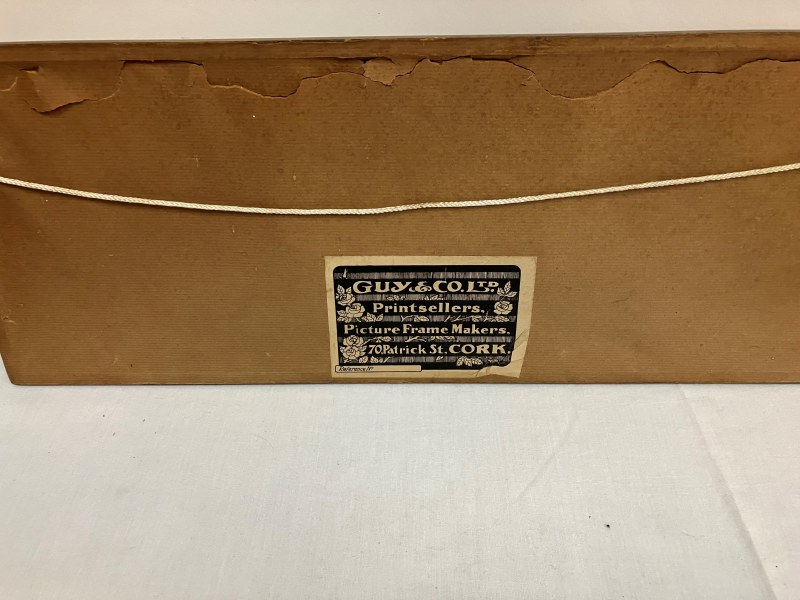 GUY & CO. LTD.
Printsellers.
Picture Frame Makers.
70, Patrick St. CORK.
Reference No